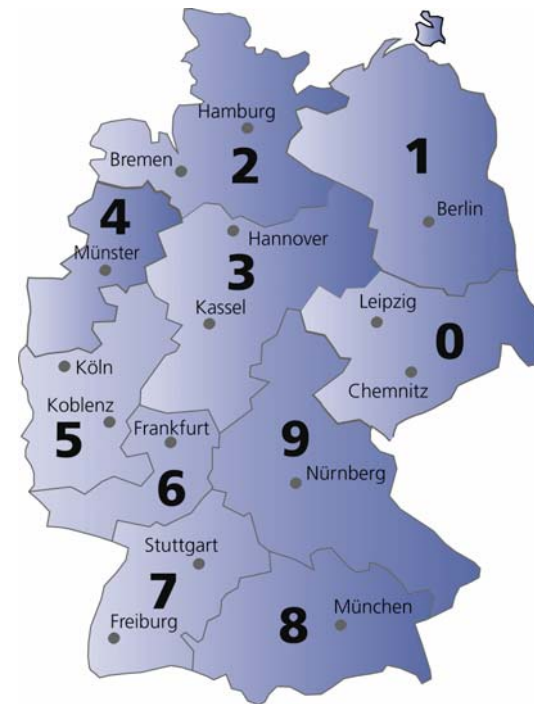 Hamburg
1
Bremen
2
4
Berlin
Münster
Hannover
3
Leipzig
Kassel
0
Köln
Chemnitz
Koblenz
Frankfurt
5
9
Nürnberg
6
Stuttgart
7
Freiburg
München
8